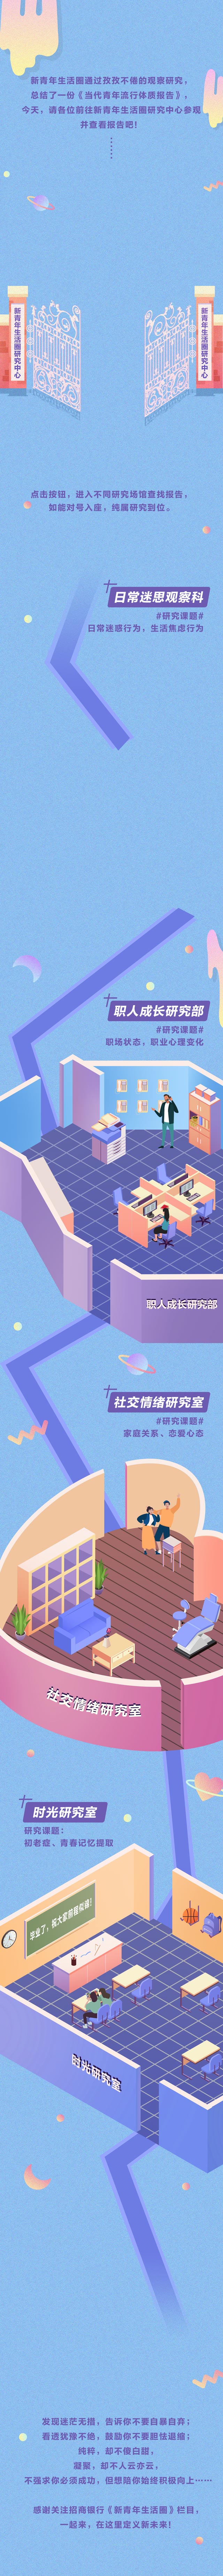 新青年生活圈通过孜孜不倦的观察研究，
总结了一份《当代青年流行体质报告》，
今天，请各位前往新青年生活圈研究中心参观，
并查看报告吧！
新青年生活圈研究中心
新青年生活圈研究中心
点击按钮，进入不同研究场馆查找报告，
如能对号入座，纯属研究到位。
日常迷思观察科
#研究课题#
日常迷惑行为，生活焦虑行为
职人成长研究部
#研究课题#
职场状态，职业心理变化
职人成长研究部
社交情绪研究室
#研究课题#
家庭关系、恋爱心态
社交情绪研究室
时光研究室
研究课题：
初老症、青春记忆提取
毕业了，祝大家前程似锦！
时光研究室
发现迷茫无措，告诉你不要自暴自弃；
看透犹豫不绝，鼓励你不要胆怯退缩；
纯粹，却不傻白甜，
凝聚，却不人云亦云，
不强求你必须成功，但想陪你始终积极向上……
感谢关注招商银行《新青年生活圈》栏目，
一起来，在这里定义新未来！